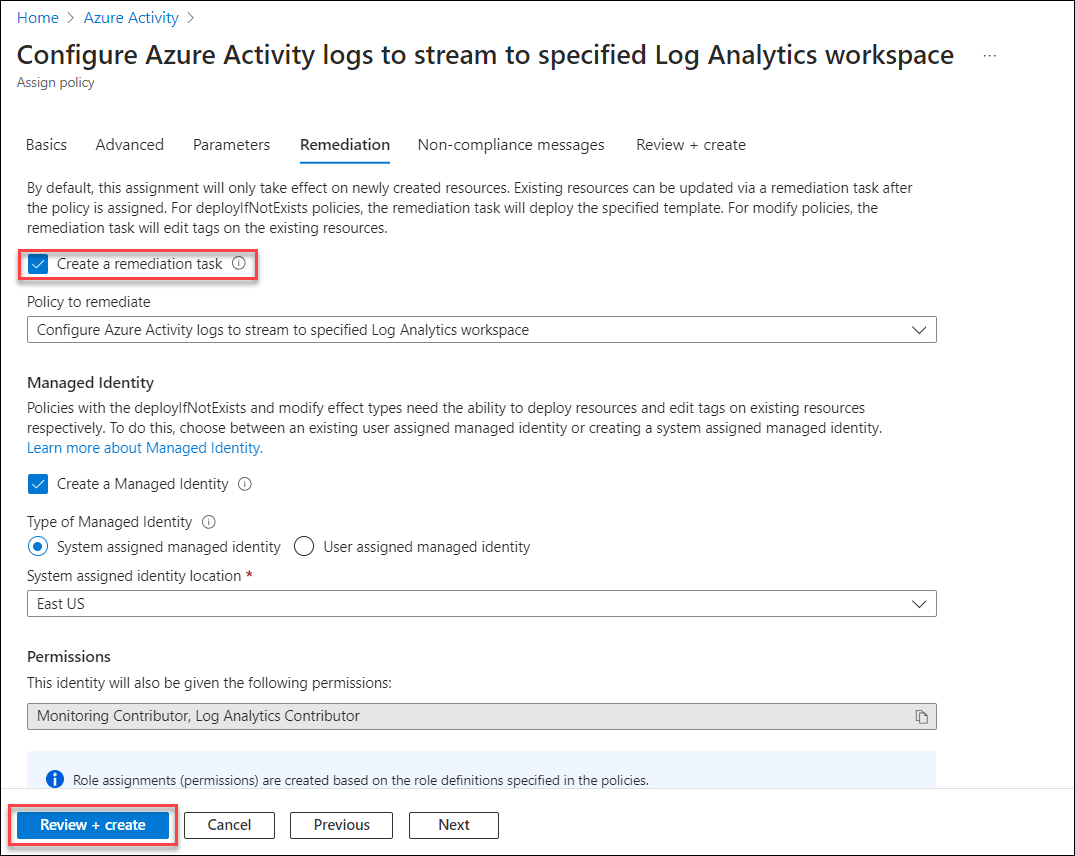 Home > Azure Activity >
Configure Azure Activity logs to stream to specified Log Analytics workspace ...
Assign policy
Basics Advanced Parameters Remediation Non-compliance messages Review + create
By default, this assignment will only take effect on newly created resources. Existing resources can be updated via a remediation task after
the policy is assigned. For deployIfNotExists policies, the remediation task will deploy the specified template. For modify policies, the
remediation task will edit tags on the existing resources.
Create a remediation task
Policy to remediate
Configure Azure Activity logs to stream to specified Log Analytics workspace
Managed Identity
Policies with the deployIfNotExists and modify effect types need the ability to deploy resources and edit tags on existing resources
respectively. To do this, choose between an existing user assigned managed identity or creating a system assigned managed identity.
Learn more about Managed Identity.
Create a Managed Identity
Type of Managed Identity
System assigned managed identity User assigned managed identity
System assigned identity location *
East US
Permissions
This identity will also be given the following permissions:
Monitoring Contributor, Log Analytics Contributor
Role assignments (permissions) are created based on the role definitions specified in the policies.
Review + create Cancel Previous Next